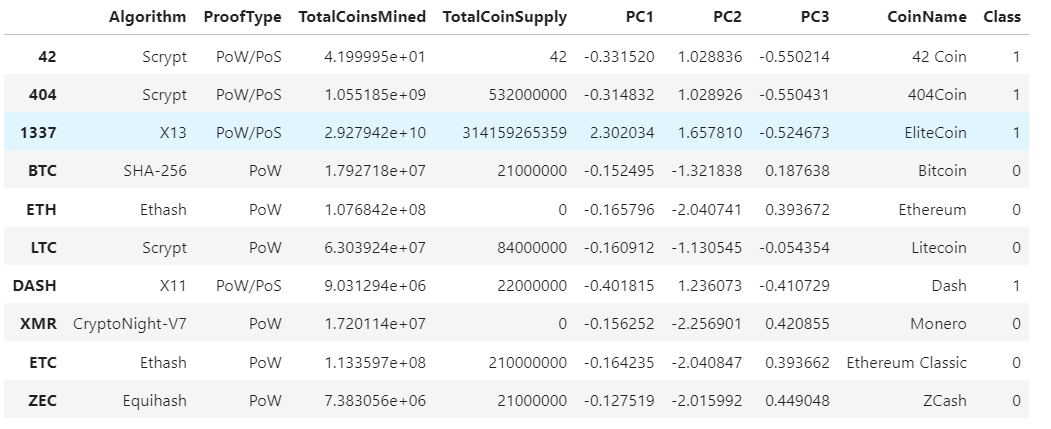 Algorithm ProofType TotalCoinsMined TotalCoinSupply PC1 PC2 PC3 CoinName Class
42 Scrypt PoW/PoS 4.199995e+01 42 -0.331520 1.028836 -0.550214 42 Coin 1
404 Scrypt PoW/PoS 1.055185e+09 532000000 -0.314832 1.028926 -0.550431 404Coin 1
1337 X13 PoW/PoS 2.927942e+10 314159265359 2.302034 1.657810 -0.524673 EliteCoin 1
BTC SHA-256 PoW 1.792718e+07 21000000 -0.152495 -1.321838 0.187638 Bitcoin 0
ETH Ethash PoW 1.076842e+08 0 -0.165796 -2.040741 0.393672 Ethereum 0
LTC Scrypt PoW 6.303924e+07 84000000 -0.160912 -1.130545 -0.054354 Litecoin 0
DASH X11 PoW/PoS 9.031294e+06 22000000 -0.401815 1.236073 -0.410729 Dash 1
XMR CryptoNight-V7 PoW 1.720114e+07 0 -0.156252 -2.256901 0.420855 Monero 0
ETC Ethash PoW 1.133597e+08 210000000 -0.164235 -2.040847 0.393662 Ethereum Classic 0
ZEC Equihash PoW 7.383056e+06 21000000 -0.127519 -2.015992 0.449048 ZCash 0